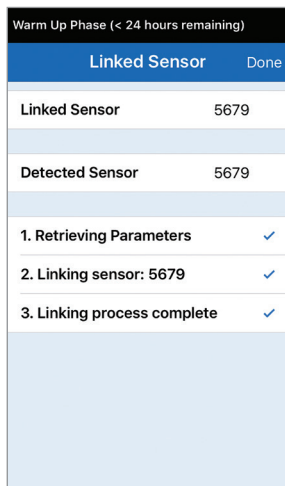 Warm Up Phase (< 24 hours remaining)
Linked Sensor Done
Linked Sensor 5679
Detected Sensor 5679
1. Retrieving Parameters
2. Linking sensor: 5679
3. Linking process complete